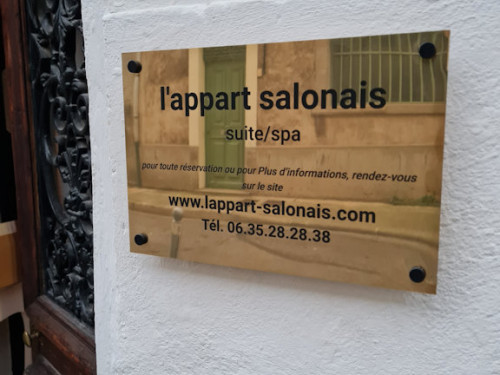 l'appart salonais
suite/spa
pour toute réservation ou pour Plus d'informations, rendez-vous
sur le site
www.lappart-salonais.com
Tél. 06.35.28.28.38